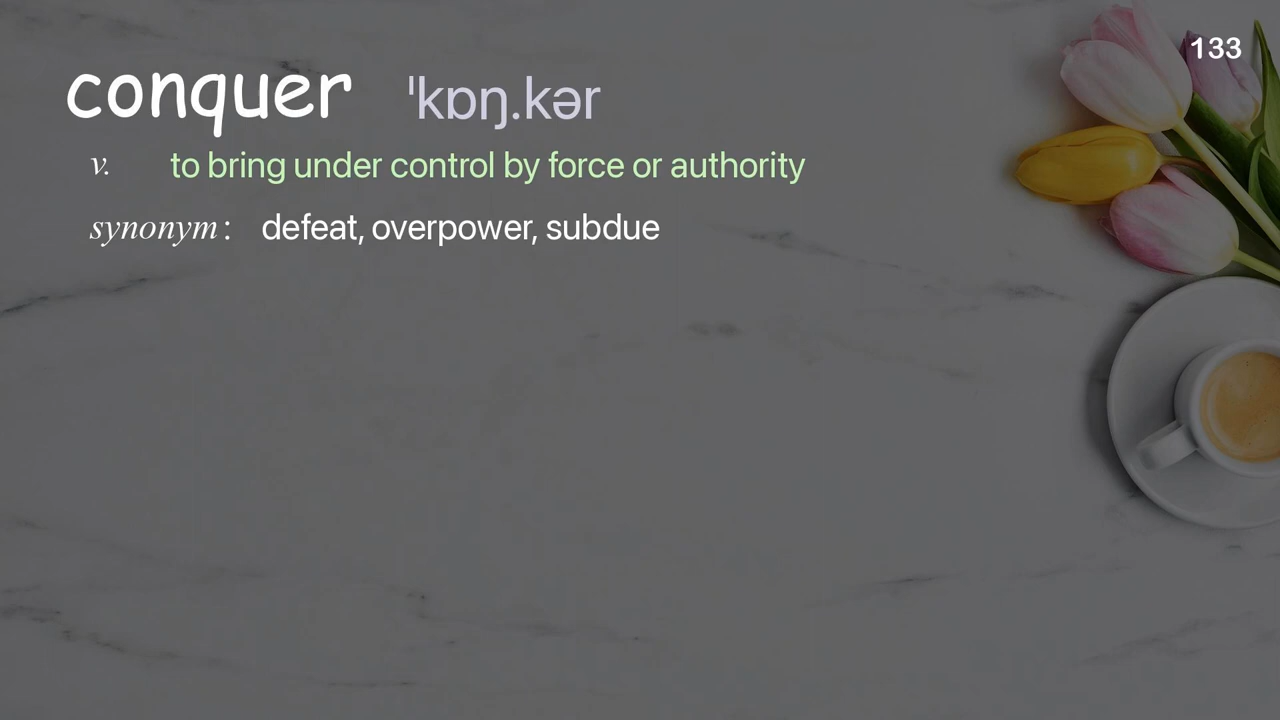 133
conquer ˈkɒŋ.kər
v. to bring under control by force or authority
synonym: defeat, overpower, subdue